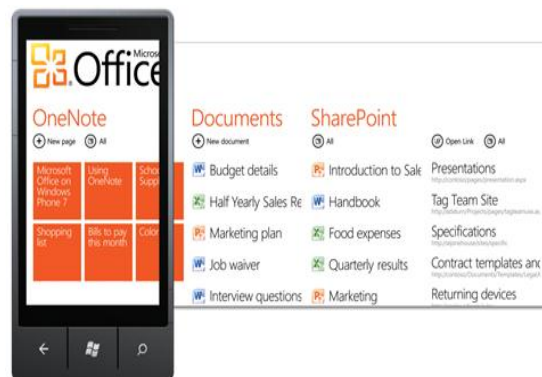 Microsoft
Office
OneNote
New page All
Microsoft Office on Windows Phone 7
Using OneNote
School Suppl
Shopping list
Bills to pay this month
Color
Documents
New document
Budget details
Half Yearly Sales Re
Marketing plan
Job waiver
Interview questions
SharePoint
All
Introduction to Sale
Handbook
Food expenses
Quarterly results
Marketing
Open Link All
Presentations
Tag Team Site
Specifications
Contract templates and
Returning devices